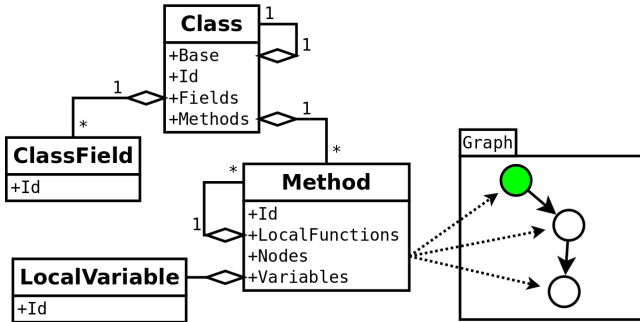 Class
+Base
+Id
+Fields
+Methods
1
1
1
*
1
*
ClassField
+Id
Method
+Id
+LocalFunctions
+Nodes
+Variables
*
1
LocalVariable
+Id
Graph